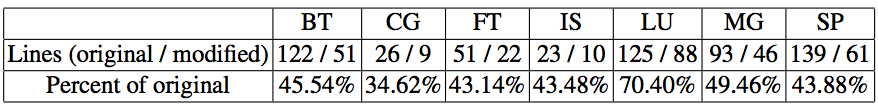 BT CG FT IS LU MG SP
Lines (original / modified) 122 / 51 26 / 9 51 / 22 23 / 10 125 / 88 93 / 46 139 / 61
Percent of original 45.54% 34.62% 43.14% 43.48% 70.40% 49.46% 43.88%